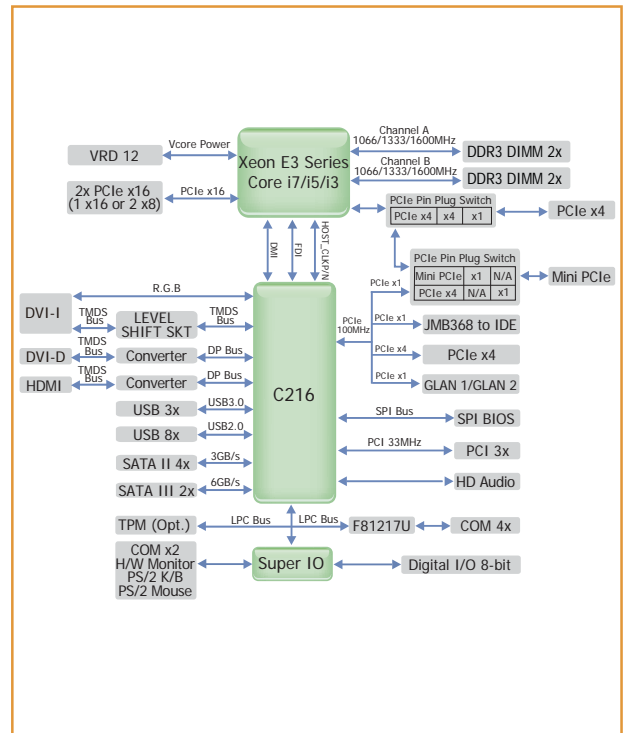 Channel A
1066/1333/1600MHz
Vcore Power
VRD 12
Xeon E3 Series
Core i7/i5/i3
DDR3 DIMM 2x
Channel B
1066/1333/1600MHz
DDR3 DIMM 2x
2x PCIe x16
(1 x16 or 2 x8)
PCIe x16
PCIe Pin Plug Switch
PCIe x4 x4 x1
PCIe x4
DMI
FDI
HOST_CLKP/N
PCIe Pin Plug Switch
Mini PCIe x1 N/A
PCIe x4 N/A x1
Mini PCIe
R.G.B
DVI-I
TMDS
Bus
LEVEL
SHIFT SKT
TMDS
Bus
DVI-D
TMDS
Bus
Converter
DP Bus
HDMI
TMDS
Bus
Converter
DP Bus
C216
PCIe
100MHz
PCIe x1
PCIe x1
JMB368 to IDE
PCIe x4
PCIe x4
PCIe x1
GLAN 1/GLAN 2
USB 3x
USB3.0
USB 8x
USB2.0
SPI Bus
SPI BIOS
SATA II 4x
3GB/s
PCI 33MHz
PCI 3x
SATA III 2x
6GB/s
HD Audio
TPM (Opt.)
LPC Bus
LPC Bus
F81217U
COM 4x
COM x2
H/W Monitor
PS/2 K/B
PS/2 Mouse
Super IO
Digital I/O 8-bit